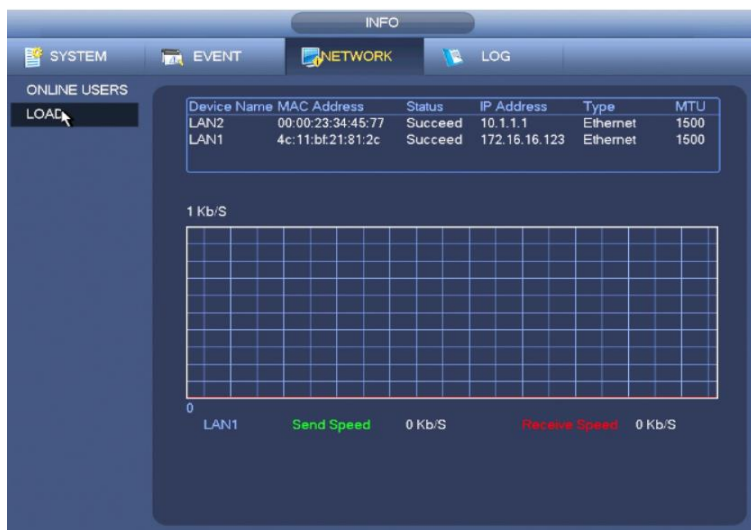 INFO
SYSTEM EVENT NETWORK LOG
ONLINE USERS
LOAD
Device Name MAC Address Status IP Address Type MTU
LAN2 00:00:23:34:45:77 Succeed 10.1.1.1 Ethernet 1500
LAN1 4c:11:bf:21:81:2c Succeed 172.16.16.123 Ethernet 1500
1 Kb/S
0
LAN1 Send Speed 0 Kb/S Receive Speed 0 Kb/S